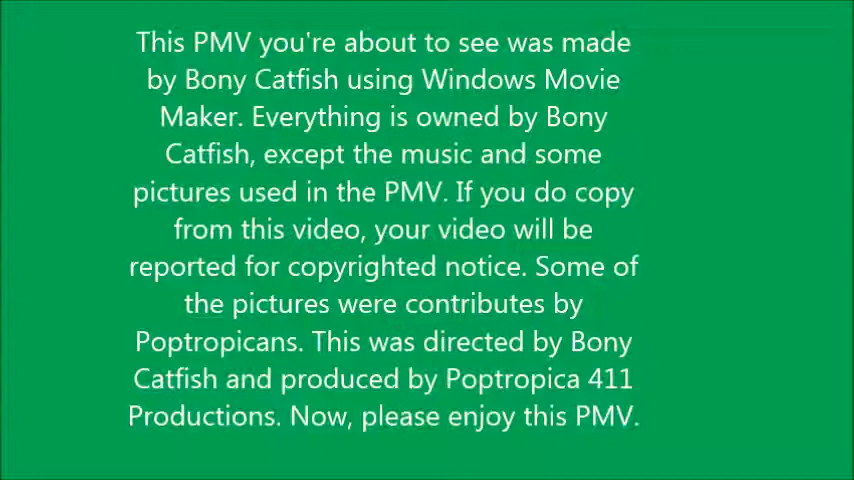 This PMV you're about to see was made
by Bony Catfish using Windows Movie
Maker. Everything is owned by Bony
Catfish, except the music and some
pictures used in the PMV. If you do copy
from this video, your video will be
reported for copyrighted notice. Some of
the pictures were contributes by
Poptropicans. This was directed by Bony
Catfish and produced by Poptropica 411
Productions. Now, please enjoy this PMV.